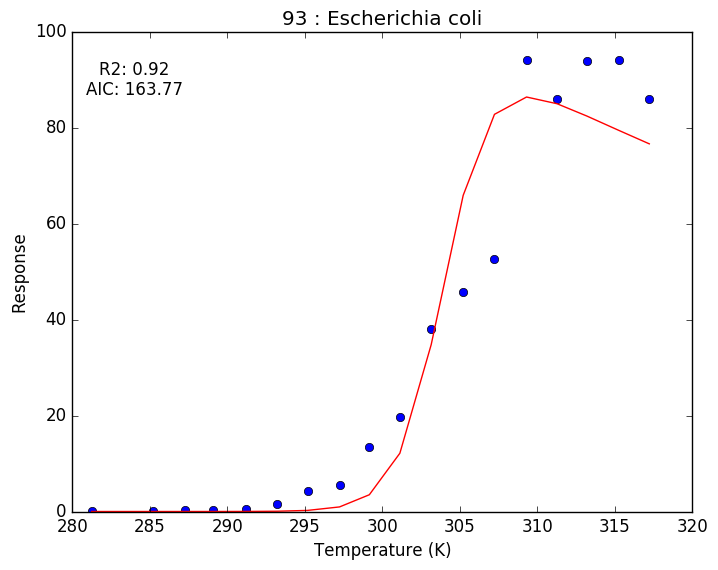 93 : Escherichia coli
R2: 0.92
AIC: 163.77
100
80
60
40
20
0
Response
280 285 290 295 300 305 310 315 320
Temperature (K)